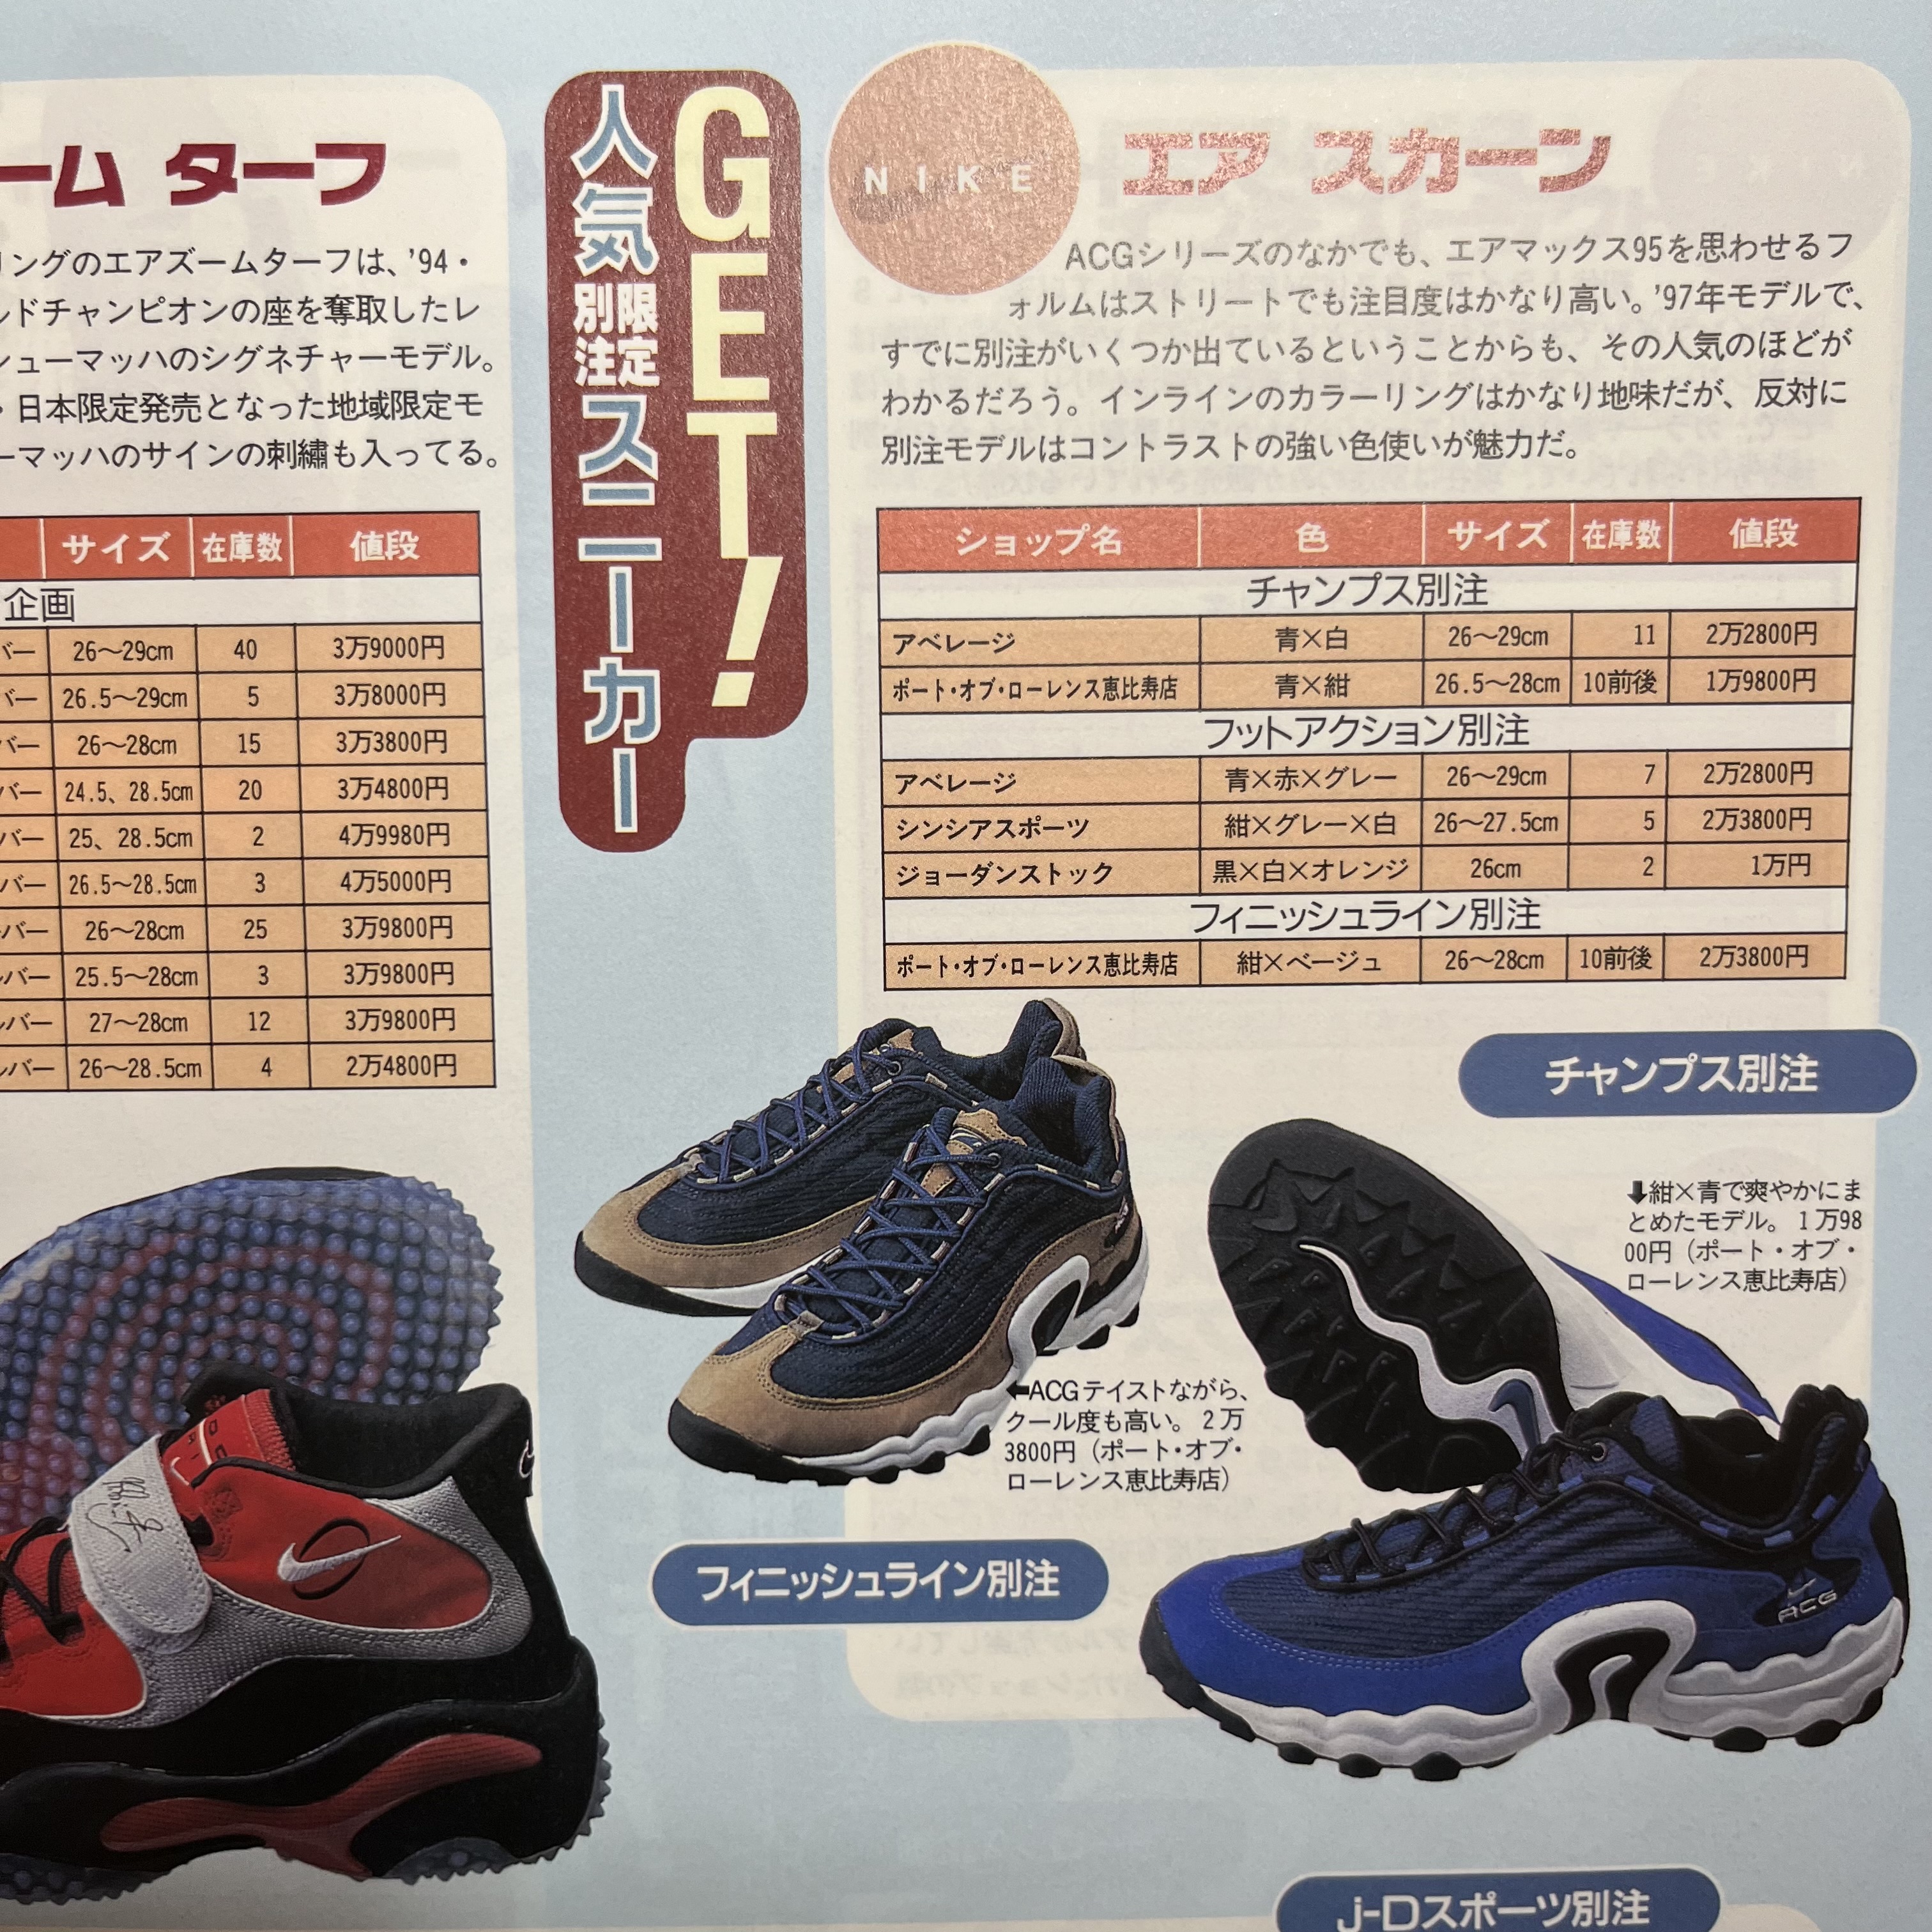 GET!
人気
限定
別注
スニーカー
ーム ターフ
リングのエアズームターフは、'94・
ルドチャンピオンの座を奪取したレ
シューマッハのシグネチャーモデル。
・日本限定発売となった地域限定モ
ーマッハのサインの刺繡も入ってる。
サイズ 在庫数 値段
企画
バー 26〜29cm 40 3万9000円
バー 26.5〜29cm 5 3万8000円
バー 26〜28cm 15 3万3800円
バー 24.5、28.5cm 20 3万4800円
バー 25、28.5cm 2 4万9980円
バー 26.5〜28.5cm 3 4万5000円
バー 26〜28cm 25 3万9800円
ルバー 25.5〜28cm 3 3万9800円
ルバー 27〜28cm 12 3万9800円
ルバー 26〜28.5cm 4 2万4800円
NIKE
エア スカーン
ACGシリーズのなかでも、エアマックス95を思わせるフ
ォルムはストリートでも注目度はかなり高い。'97年モデルで、
すでに別注がいくつか出ているということからも、その人気のほどが
わかるだろう。インラインのカラーリングはかなり地味だが、反対に
別注モデルはコントラストの強い色使いが魅力だ。
ショップ名 色 サイズ 在庫数 値段
チャンプス別注
アベレージ 青×白 26〜29cm 11 2万2800円
ポート・オブ・ローレンス恵比寿店 青×紺 26.5〜28cm 10前後 1万9800円
フットアクション別注
アベレージ 青×赤×グレー 26〜29cm 7 2万2800円
シンシアスポーツ 紺×グレー×白 26〜27.5cm 5 2万3800円
ジョーダンストック 黒×白×オレンジ 26cm 2 1万円
フィニッシュライン別注
ポート・オブ・ローレンス恵比寿店 紺×ベージュ 26〜28cm 10前後 2万3800円
チャンプス別注
⬇紺×青で爽やかにま
とめたモデル。1万98
00円（ポート・オブ・
ローレンス恵比寿店）
⬅ACGテイストながら、
クール度も高い。2万
3800円（ポート・オブ・
ローレンス恵比寿店）
フィニッシュライン別注
ACG
j-Dスポーツ別注